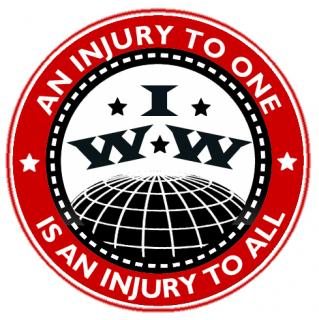 AN INJURY TO ONE
I
W W
IS AN INJURY TO ALL